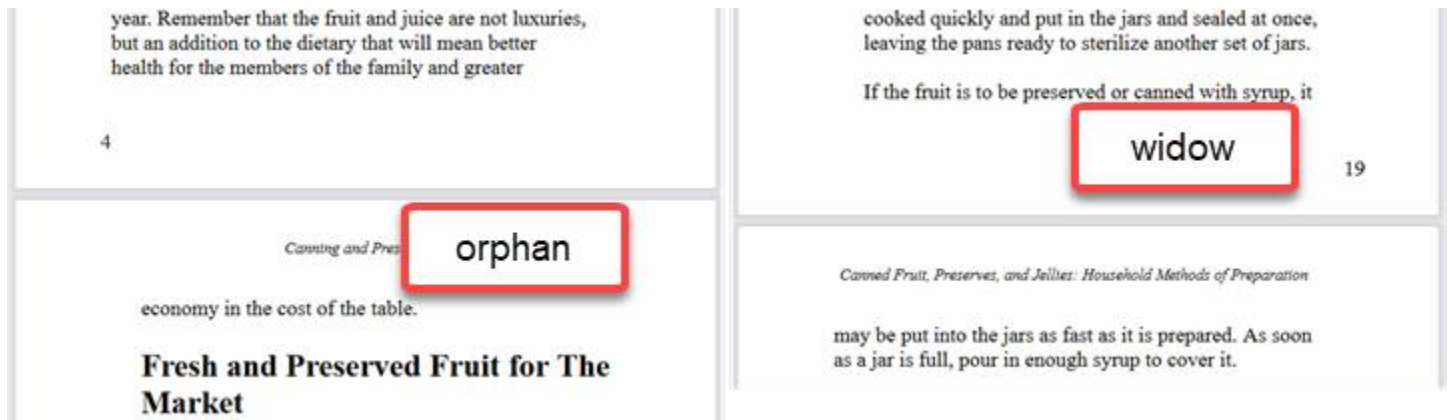 year. Remember that the fruit and juice are not luxuries,
but an addition to the dietary that will mean better
health for the members of the family and greater
4
Canning and Pres
orphan
economy in the cost of the table.
Fresh and Preserved Fruit for The
Market
cooked quickly and put in the jars and sealed at once,
leaving the pans ready to sterilize another set of jars.
If the fruit is to be preserved or canned with syrup, it
widow
19
Canned Fruit, Preserves, and Jellies: Household Methods of Preparation
may be put into the jars as fast as it is prepared. As soon
as a jar is full, pour in enough syrup to cover it.